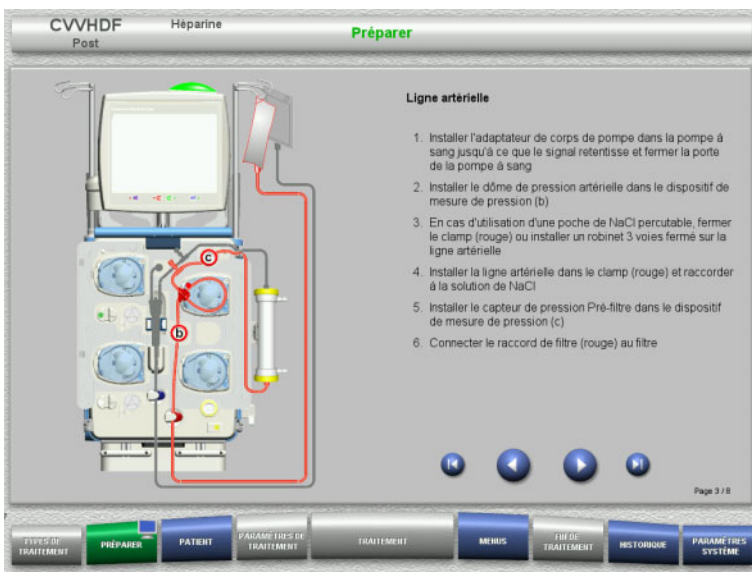 CVVHDF
Héparine
Post
Préparer
Ligne artérielle
1. Installer l'adaptateur de corps de pompe dans la pompe à
sang jusqu'à ce que le signal retentisse et fermer la porte
de la pompe à sang
2. Installer le dôme de pression artérielle dans le dispositif de
mesure de pression (b)
3. En cas d'utilisation d'une poche de NaCl percutable, fermer
le clamp (rouge) ou installer un robinet 3 voies fermé sur la
ligne artérielle
4. Installer la ligne artérielle dans le clamp (rouge) et raccorder
à la solution de NaCl
5. Installer le capteur de pression Pré-filtre dans le dispositif
de mesure de pression (c)
6. Connecter le raccord de filtre (rouge) au filtre
c
b
Page 3 / 8
TYPES DE
TRAITEMENT
PRÉPARER
PATIENT
PARAMÈTRES DE
TRAITEMENT
TRAITEMENT
MENUS
FIN DE
TRAITEMENT
HISTORIQUE
PARAMÈTRES
SYSTÈME